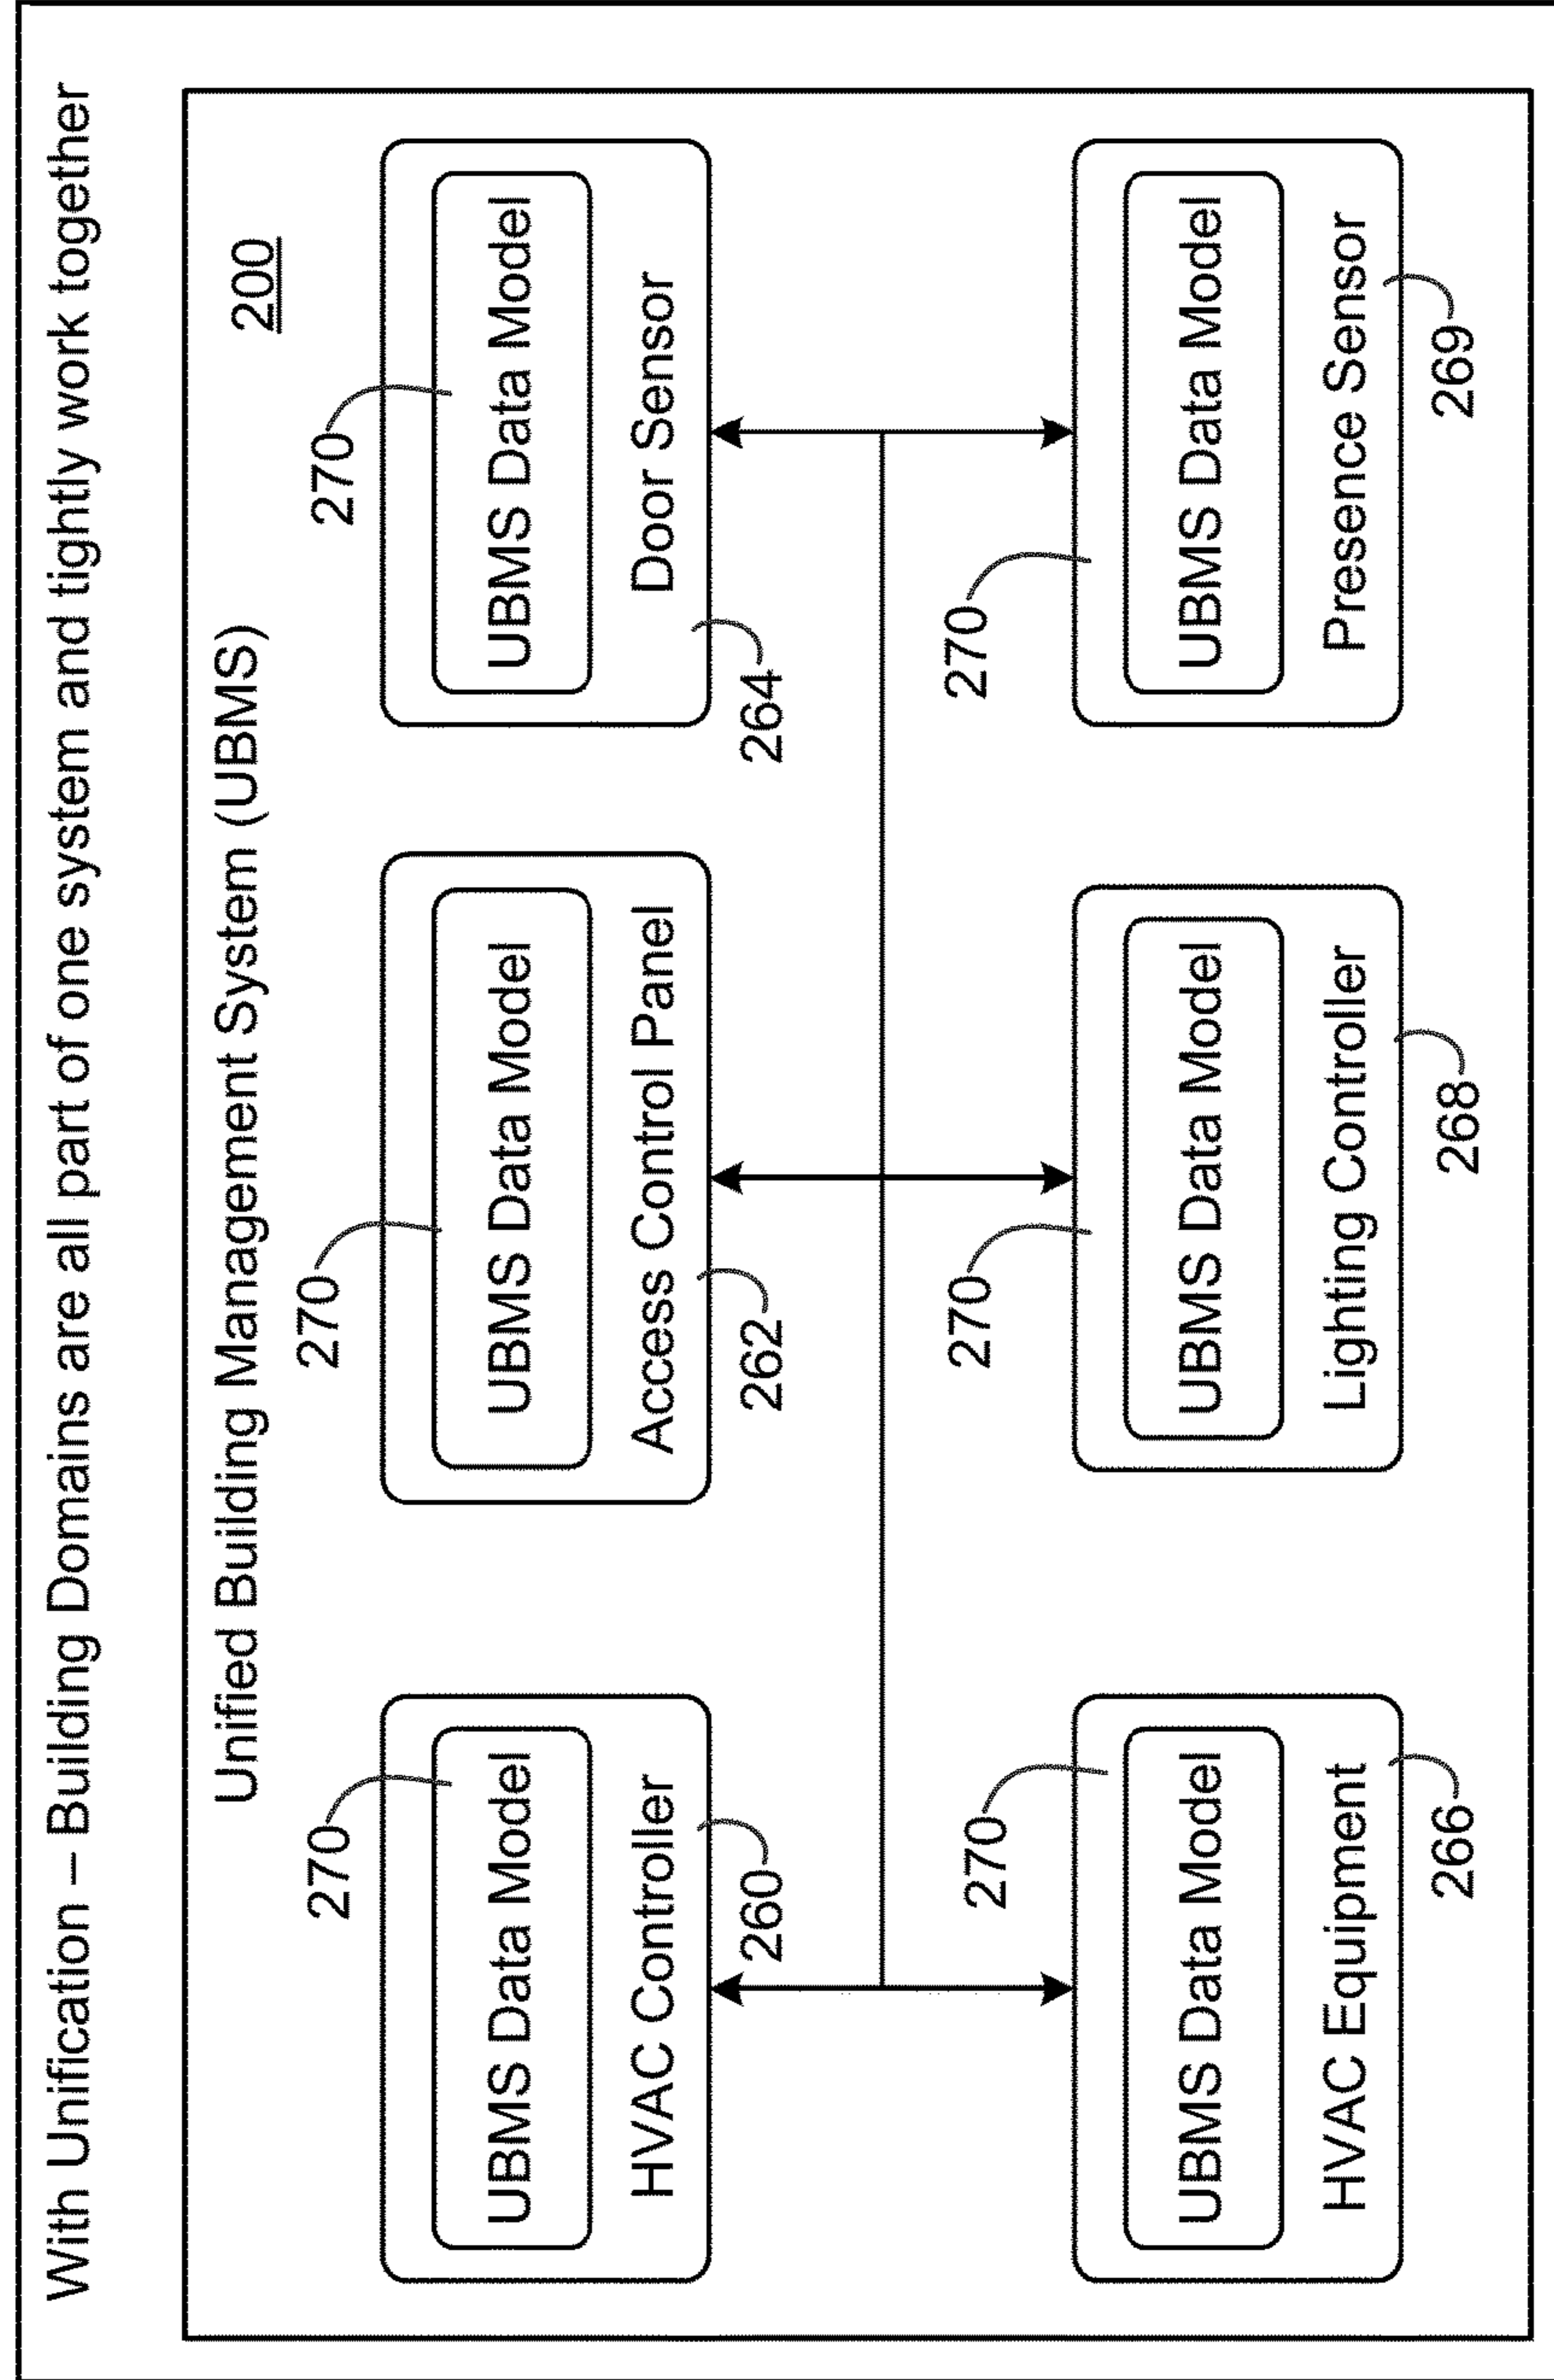 With Unification – Building Domains are all part of one system and tightly work together
Unified Building Management System (UBMS)
200
270
UBMS Data Model
HVAC Controller
260
270
UBMS Data Model
Access Control Panel
262
270
UBMS Data Model
Door Sensor
264
270
UBMS Data Model
HVAC Equipment
266
270
UBMS Data Model
Lighting Controller
268
270
UBMS Data Model
Presence Sensor
269